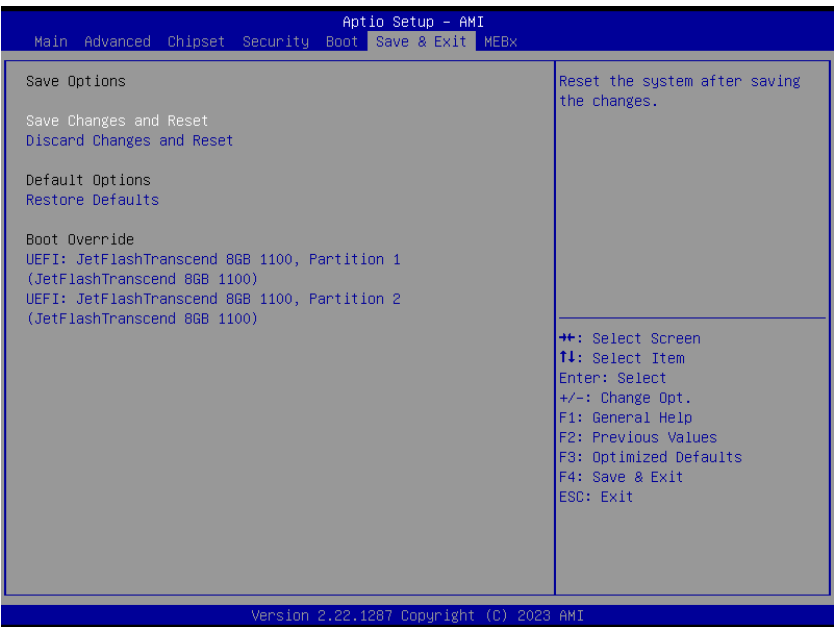 Aptio Setup – AMI
Main Advanced Chipset Security Boot Save & Exit MEBx
Save Options
Save Changes and Reset
Discard Changes and Reset
Default Options
Restore Defaults
Boot Override
UEFI: JetFlashTranscend 8GB 1100, Partition 1
(JetFlashTranscend 8GB 1100)
UEFI: JetFlashTranscend 8GB 1100, Partition 2
(JetFlashTranscend 8GB 1100)
Reset the system after saving
the changes.
→←: Select Screen
↑↓: Select Item
Enter: Select
+/-: Change Opt.
F1: General Help
F2: Previous Values
F3: Optimized Defaults
F4: Save & Exit
ESC: Exit
Version 2.22.1287 Copyright (C) 2023 AMI